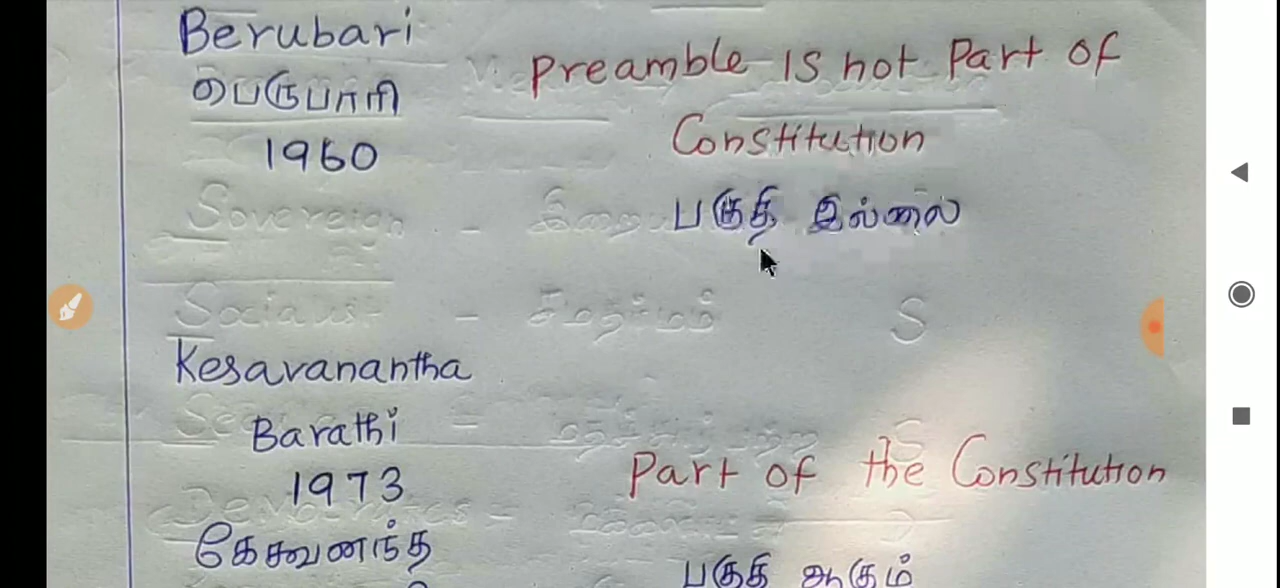 Berubari
பெருபாரி
1960
Preamble is not Part of
Constitution
பகுதி இல்லை
Sovereign -
S
Kesavanantha
Barathi
1973
Part of the Constitution
கேசவனந்த
பகுதி ஆகும்